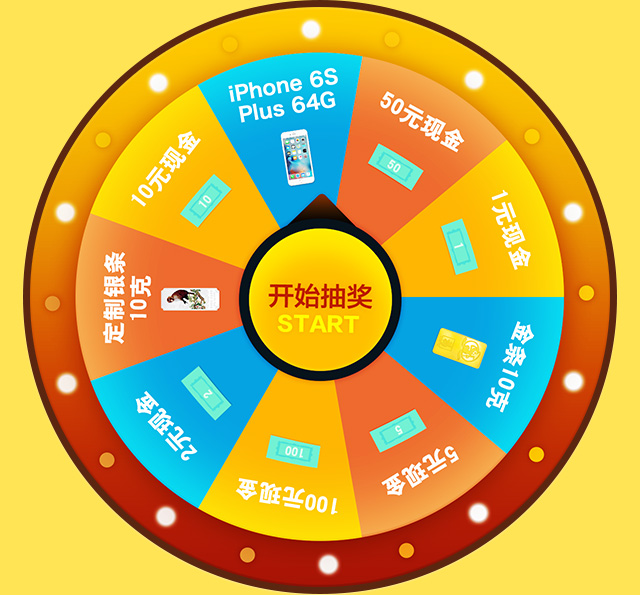 iPhone 6S
Plus 64G
50元现金
50
1元现金
1
金条10克
5元现金
5
100元现金
100
2元现金
2
定制银条
10克
10元现金
10
开始抽奖
START